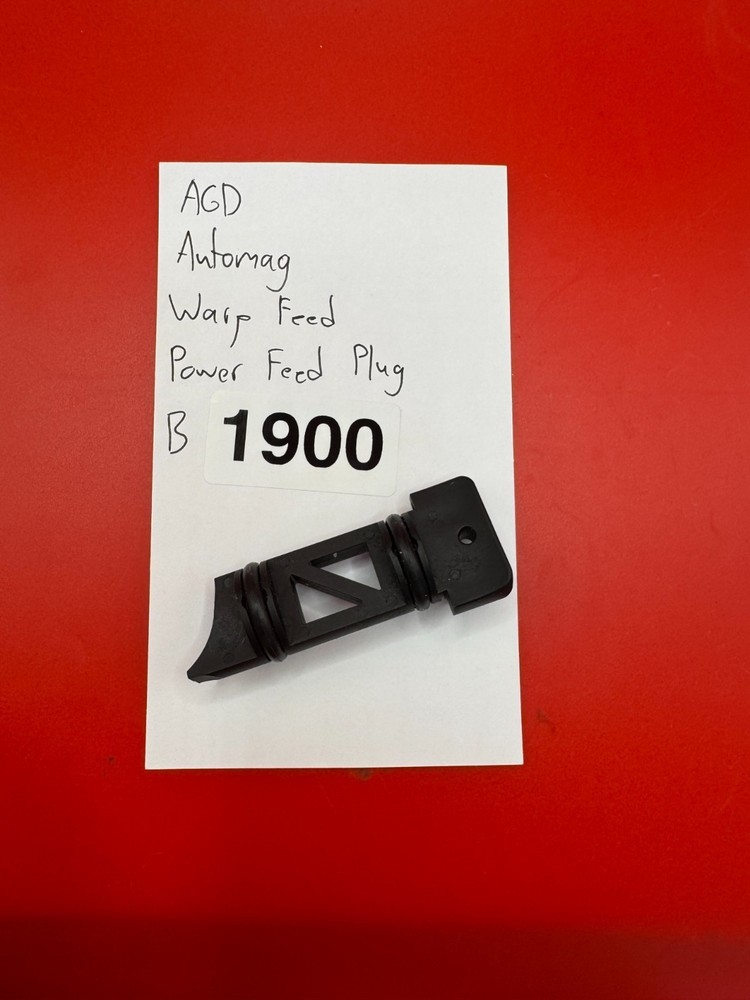 AGD
Automag
Warp Feed
Power Feed Plug
B 1900